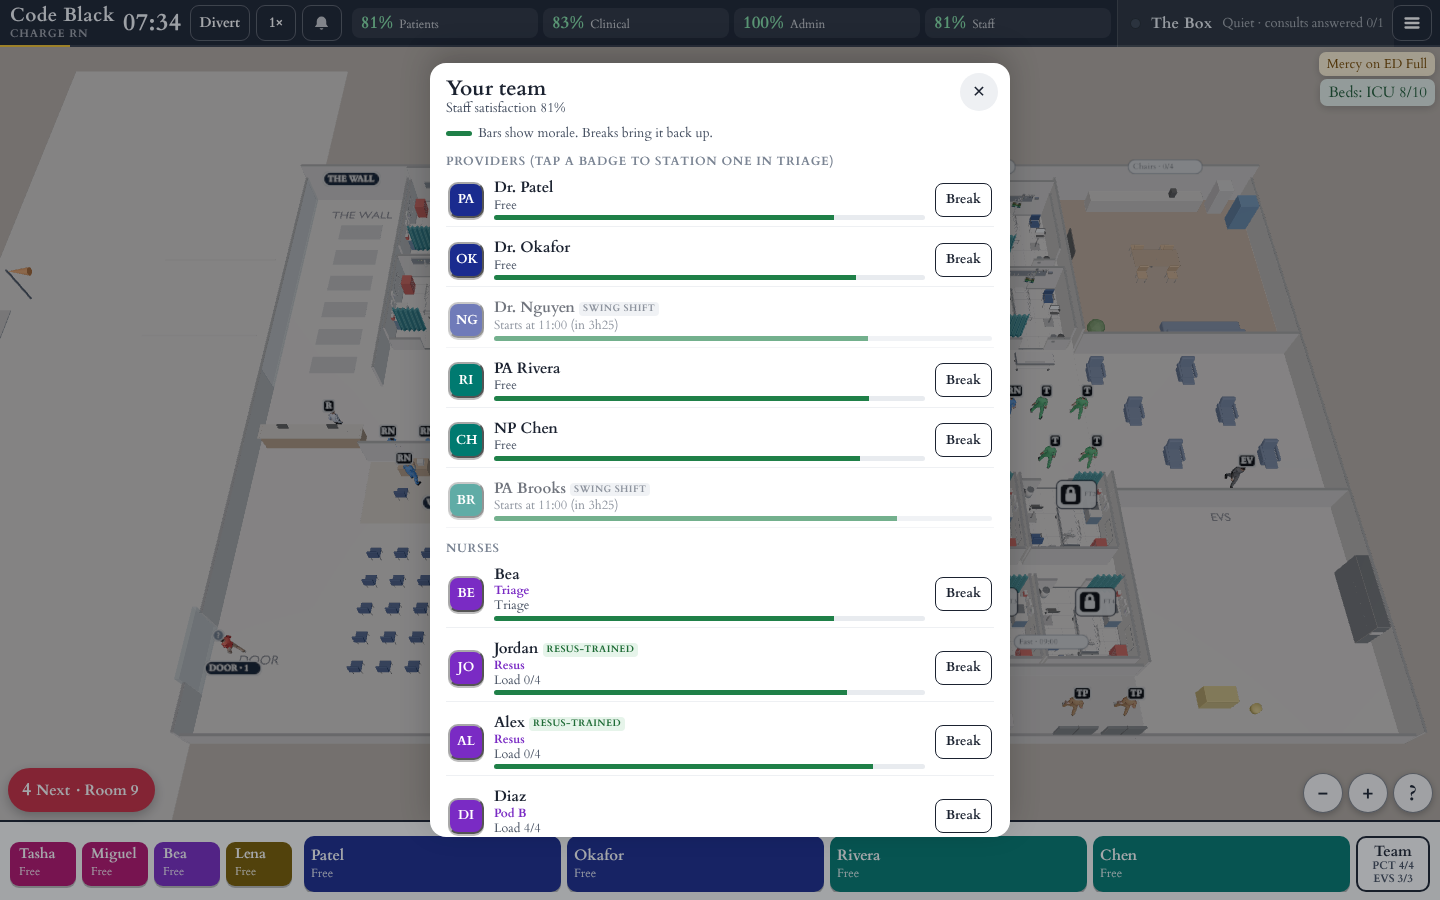 Code Black
CHARGE RN
07:34
Divert
1×
81% Patients
83% Clinical
100% Admin
81% Staff
The Box
Quiet · consults answered 0/1
Mercy on ED Full
Beds: ICU 8/10
Your team
Staff satisfaction 81%
×
Bars show morale. Breaks bring it back up.
PROVIDERS (TAP A BADGE TO STATION ONE IN TRIAGE)
PA
Dr. Patel
Free
Break
OK
Dr. Okafor
Free
Break
NG
Dr. Nguyen SWING SHIFT
Starts at 11:00 (in 3h25)
RI
PA Rivera
Free
Break
CH
NP Chen
Free
Break
BR
PA Brooks SWING SHIFT
Starts at 11:00 (in 3h25)
NURSES
BE
Bea
Triage
Triage
Break
JO
Jordan RESUS-TRAINED
Resus
Load 0/4
Break
AL
Alex RESUS-TRAINED
Resus
Load 0/4
Break
DI
Diaz
Pod B
Load 4/4
Break
THE WALL
THE WALL
R
RN
RN
DOOR · 1
DOOR
Chairs · 0/4
T
T
T
T
EV
EVS
TP
TP
4 Next · Room 9
−
+
?
Tasha
Free
Miguel
Free
Bea
Free
Lena
Free
Patel
Free
Okafor
Free
Rivera
Free
Chen
Free
Team
PCT 4/4
EVS 3/3